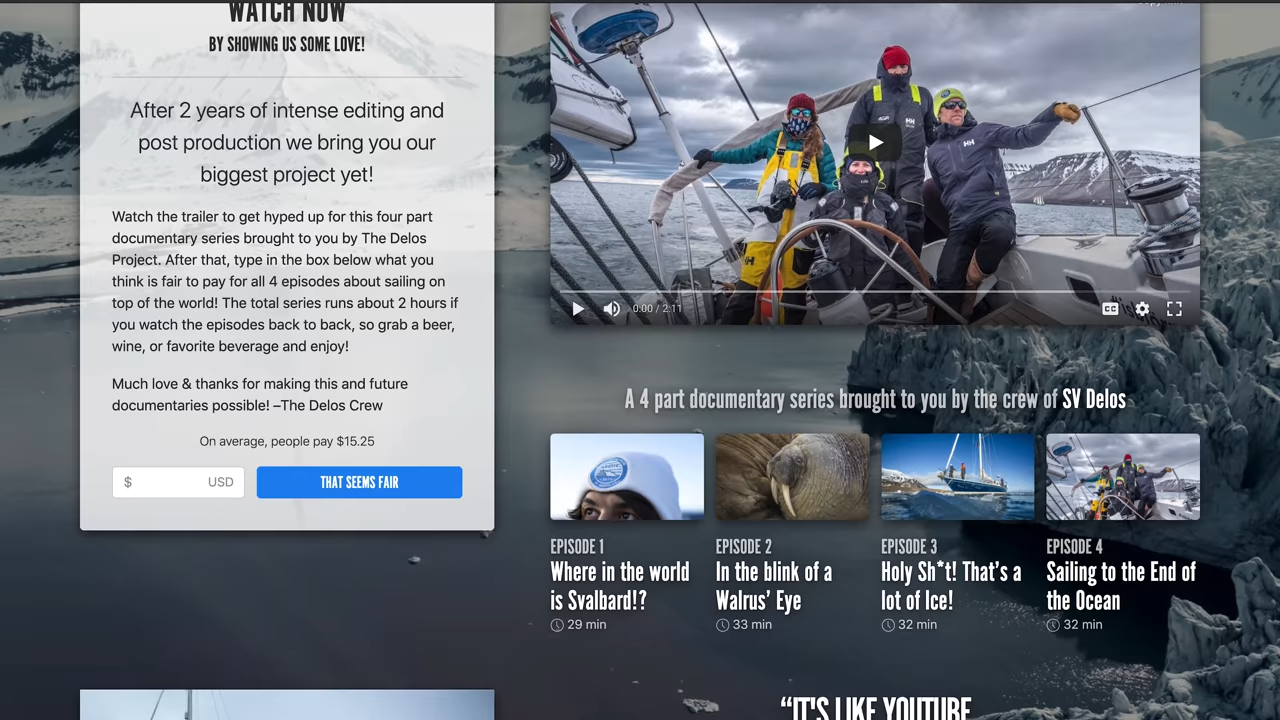 WATCH NOW
BY SHOWING US SOME LOVE!
After 2 years of intense editing and
post production we bring you our
biggest project yet!
Watch the trailer to get hyped up for this four part
documentary series brought to you by The Delos
Project. After that, type in the box below what you
think is fair to pay for all 4 episodes about sailing on
top of the world! The total series runs about 2 hours if
you watch the episodes back to back, so grab a beer,
wine, or favorite beverage and enjoy!
Much love & thanks for making this and future
documentaries possible! –The Delos Crew
On average, people pay $15.25
$ USD
THAT SEEMS FAIR
HH
HH
HH
0:00 / 2:11
CC
A 4 part documentary series brought to you by the crew of SV Delos
EPISODE 1
Where in the world
is Svalbard!?
29 min
EPISODE 2
In the blink of a
Walrus' Eye
33 min
EPISODE 3
Holy Sh*t! That's a
lot of Ice!
32 min
EPISODE 4
Sailing to the End of
the Ocean
32 min
“IT'S LIKE YOUTUBE